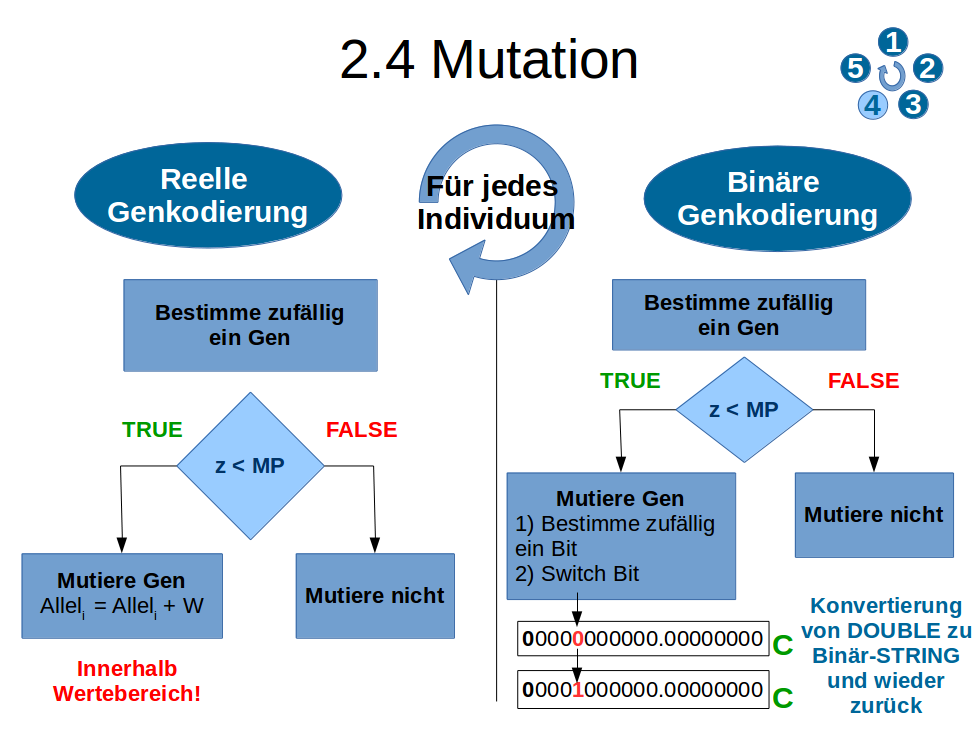 2.4 Mutation
1
2
3
4
5
Reelle
Genkodierung
Für jedes
Individuum
Binäre
Genkodierung
Bestimme zufällig
ein Gen
TRUE
FALSE
z < MP
Mutiere Gen
Alleli = Alleli + W
Mutiere nicht
Innerhalb
Wertebereich!
Bestimme zufällig
ein Gen
TRUE
FALSE
z < MP
Mutiere Gen
1) Bestimme zufällig
ein Bit
2) Switch Bit
Mutiere nicht
00000000000.00000000 C
00001000000.00000000 C
Konvertierung
von DOUBLE zu
Binär-STRING
und wieder
zurück